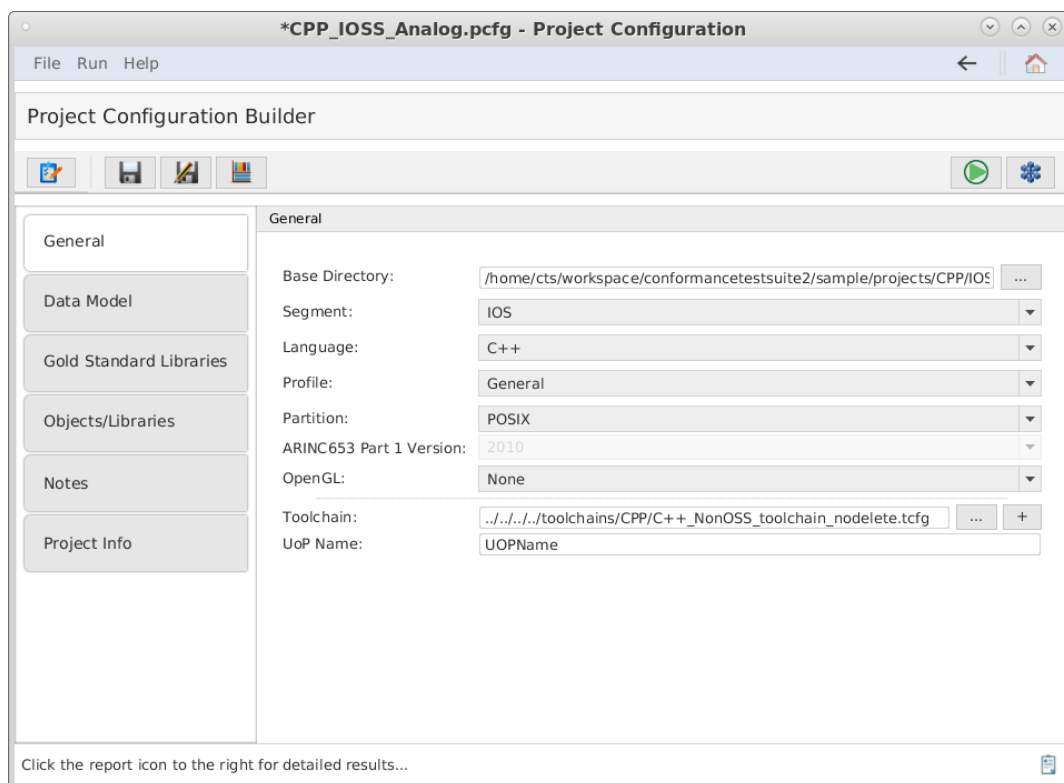 *CPP_IOSS_Analog.pcfg - Project Configuration
File Run Help
Project Configuration Builder
General
Data Model
Gold Standard Libraries
Objects/Libraries
Notes
Project Info
General
Base Directory: /home/cts/workspace/conformancetestsuite2/sample/projects/CPP/IOS ...
Segment: IOS
Language: C++
Profile: General
Partition: POSIX
ARINC653 Part 1 Version: 2010
OpenGL: None
Toolchain: ../../../../toolchains/CPP/C++_NonOSS_toolchain_nodelete.tcfg ... +
UoP Name: UOPName
Click the report icon to the right for detailed results...